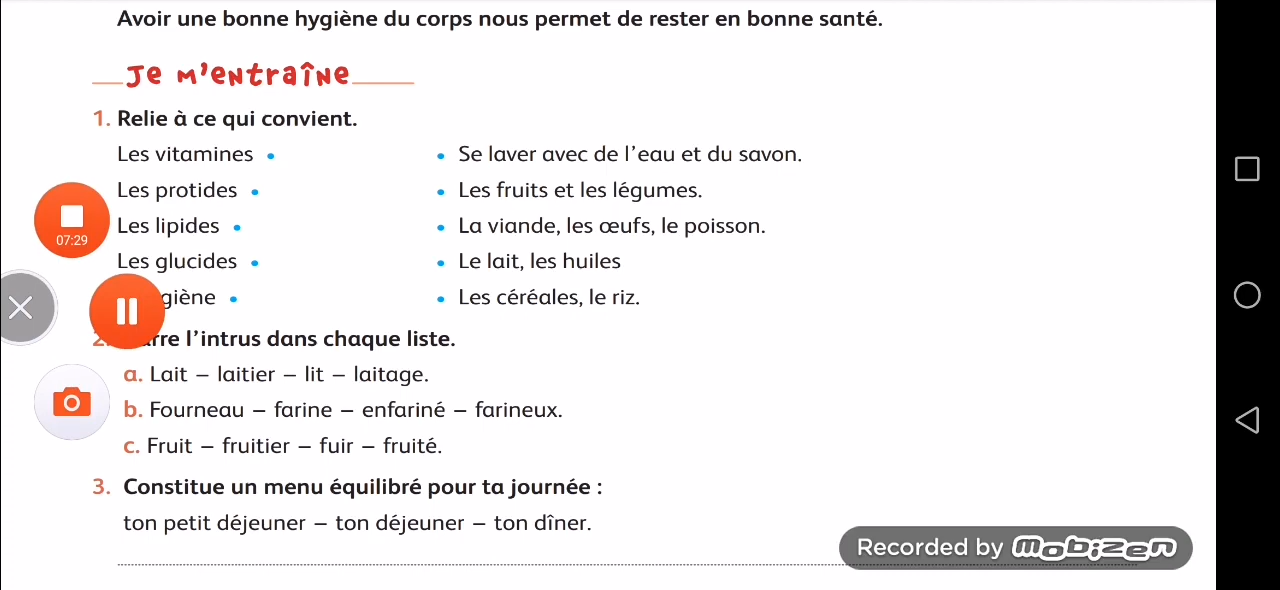 Avoir une bonne hygiène du corps nous permet de rester en bonne santé.
Je m'entraîne
1. Relie à ce qui convient.
Les vitamines • • Se laver avec de l'eau et du savon.
Les protides • • Les fruits et les légumes.
07:29
Les lipides • • La viande, les œufs, le poisson.
Les glucides • • Le lait, les huiles
giène • • Les céréales, le riz.
2. rre l'intrus dans chaque liste.
a. Lait – laitier – lit – laitage.
b. Fourneau – farine – enfariné – farineux.
c. Fruit – fruitier – fuir – fruité.
3. Constitue un menu équilibré pour ta journée :
ton petit déjeuner – ton déjeuner – ton dîner.
Recorded by Mobizen